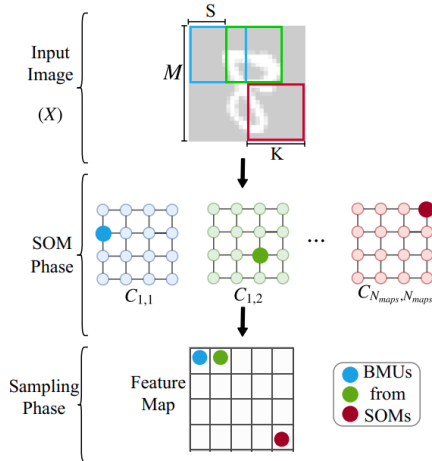 S
Input
Image
(X)
M
K
SOM
Phase
C1,1
C1,2
...
CNmaps,Nmaps
Sampling
Phase
Feature
Map
BMUs
from
SOMs